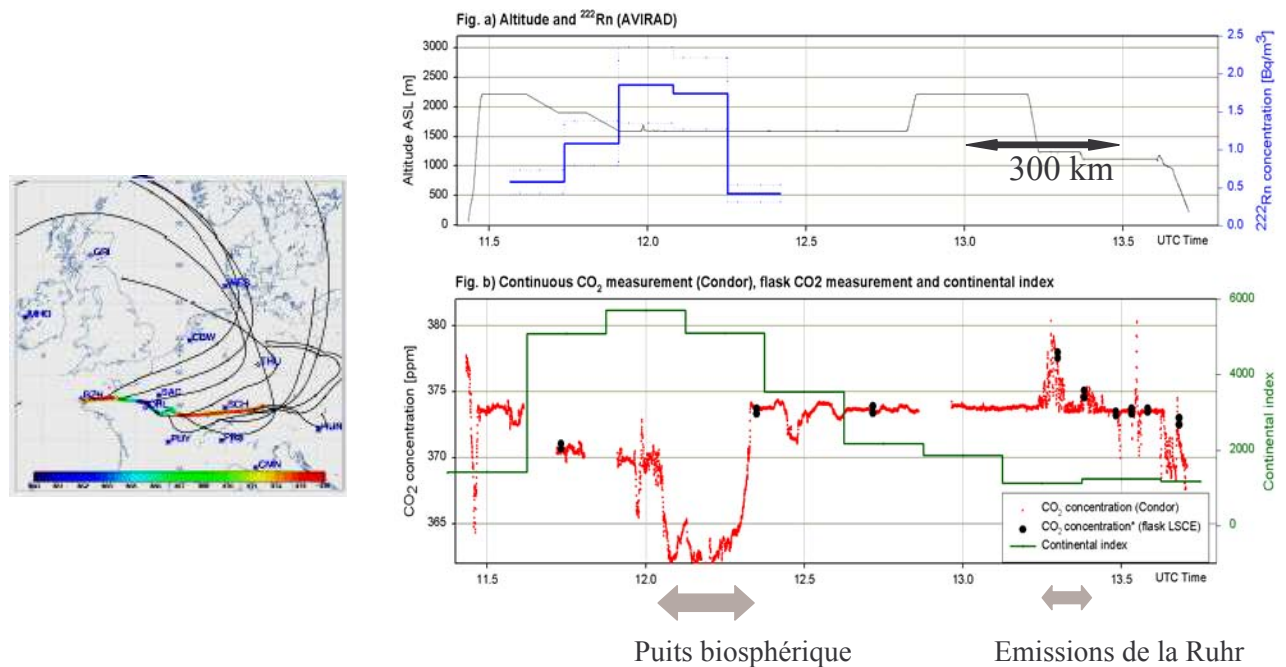 Fig. a) Altitude and ²²²Rn (AVIRAD)
Altitude ASL [m]
3000
2500
2000
1500
1000
500
0
2.5
2.0
1.5
1.0
0.5
0.0
²²²Rn concentration [Bq/m³]
300 km
11.5 12.0 12.5 13.0 13.5 UTC Time
GRI
WES
MHD
CBW
THU
SAC
SCH
PUY
HUN
CMN
Fig. b) Continuous CO₂ measurement (Condor), flask CO2 measurement and continental index
CO₂ concentration [ppm]
380
375
370
365
6000
4000
2000
0
Continental index
CO₂ concentration (Condor)
CO₂ concentration* (flask LSCE)
Continental index
11.5 12.0 12.5 13.0 13.5 UTC Time
Puits biosphérique Emissions de la Ruhr